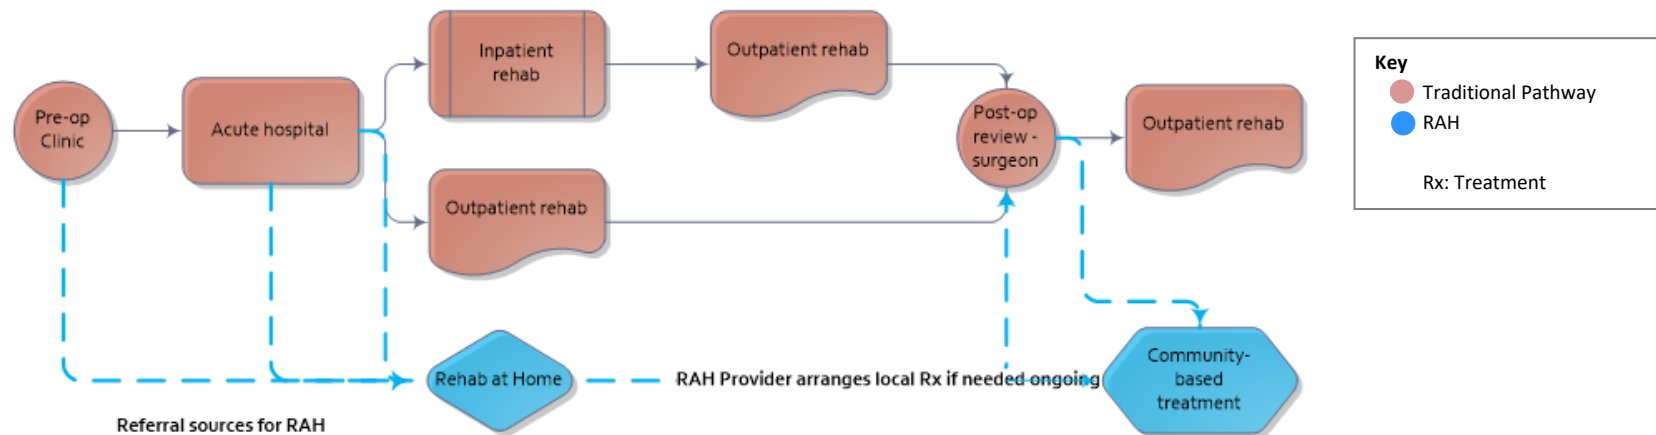 Pre-op
Clinic
Acute hospital
Inpatient
rehab
Outpatient rehab
Outpatient rehab
Post-op
review -
surgeon
Outpatient rehab
Rehab at Home
RAH Provider arranges local Rx if needed ongoing
Community-
based
treatment
Referral sources for RAH
Key
Traditional Pathway
RAH
Rx: Treatment